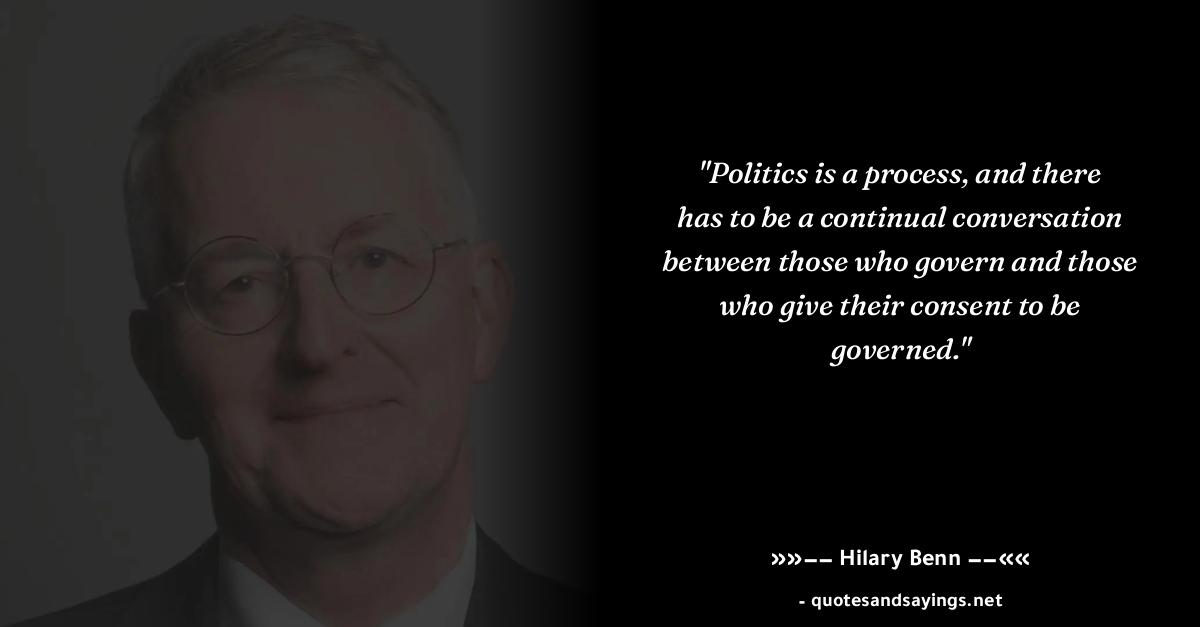 "Politics is a process, and there
has to be a continual conversation
between those who govern and those
who give their consent to be
governed."
»»–– Hilary Benn ––««
- quotesandsayings.net